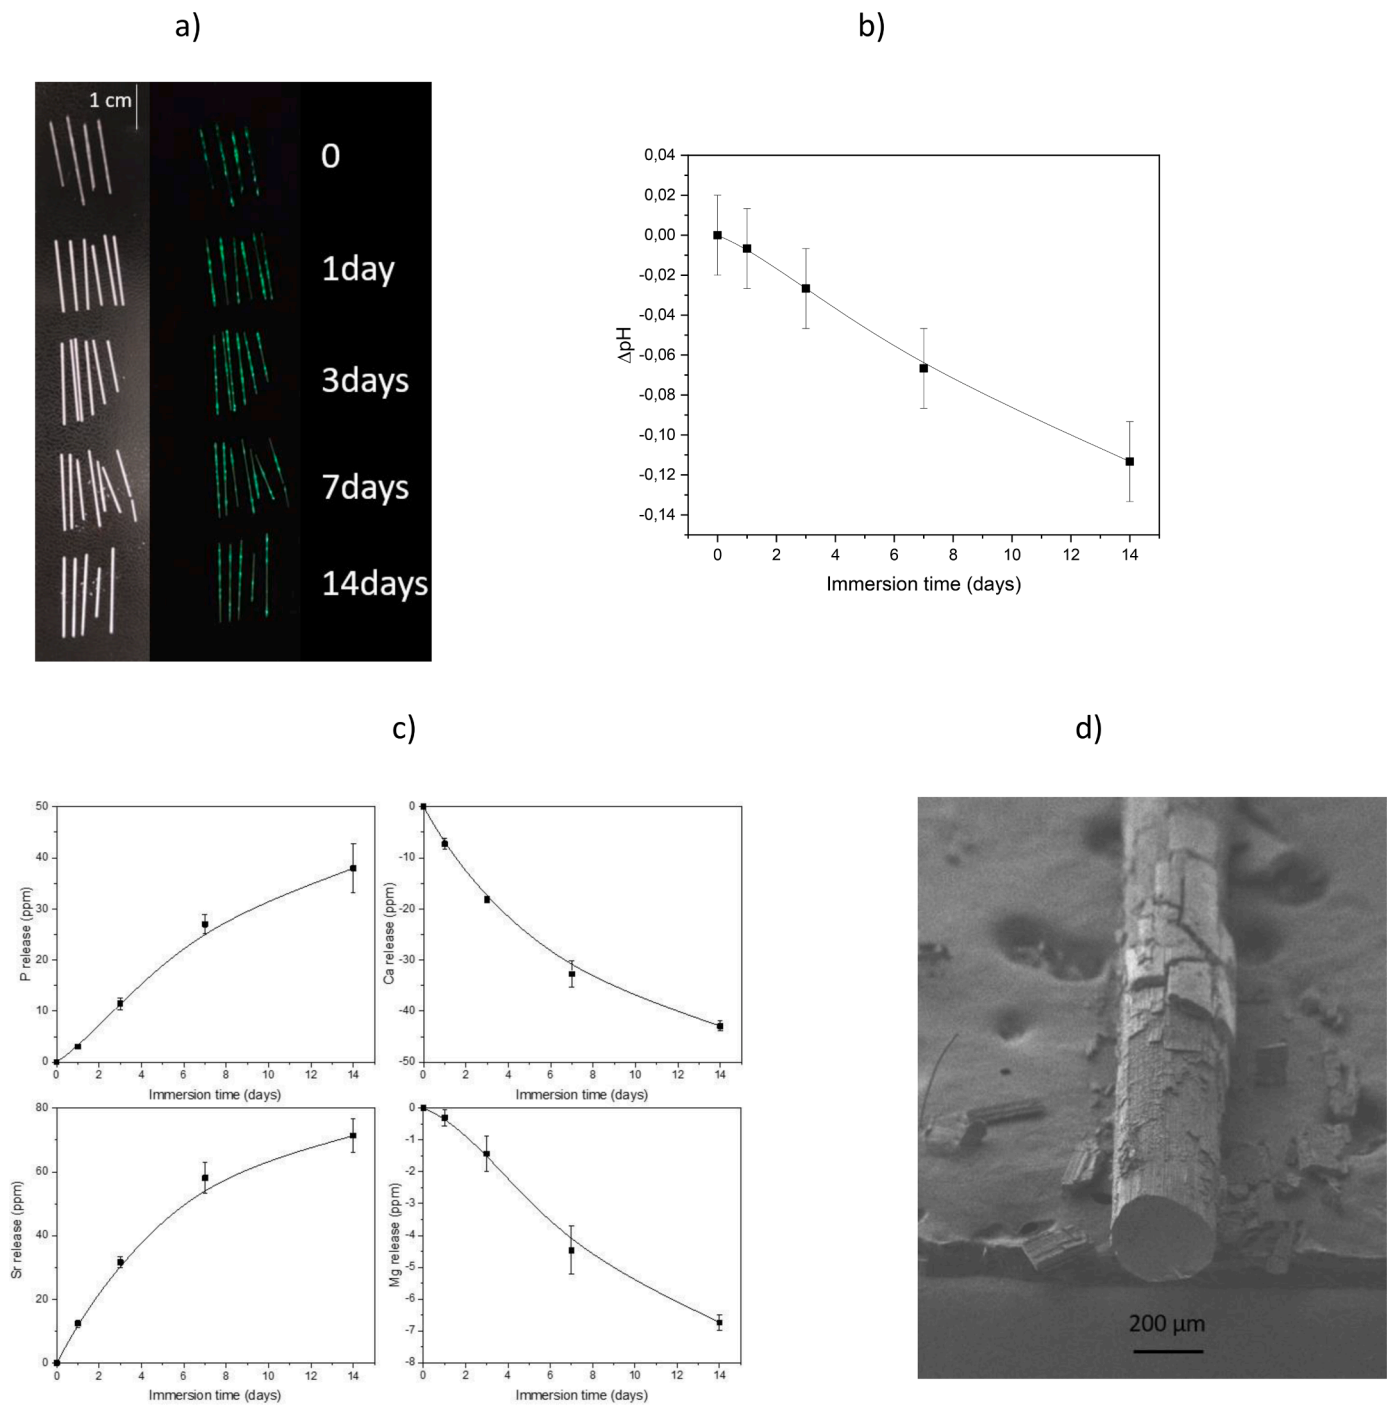 a)
b)
1 cm
0
1day
3days
7days
14days
0,04
0,02
0,00
-0,02
-0,04
-0,06
-0,08
-0,10
-0,12
-0,14
ΔpH
0 2 4 6 8 10 12 14
Immersion time (days)
c)
d)
50
40
30
20
10
0
P release (ppm)
0 2 4 6 8 10 12 14
Immersion time (days)
0
-10
-20
-30
-40
-50
Ca release (ppm)
0 2 4 6 8 10 12 14
Immersion time (days)
80
60
40
20
0
Sr release (ppm)
0 2 4 6 8 10 12 14
Immersion time (days)
0
-1
-2
-3
-4
-5
-6
-7
-8
Mg release (ppm)
0 2 4 6 8 10 12 14
Immersion time (days)
200 µm